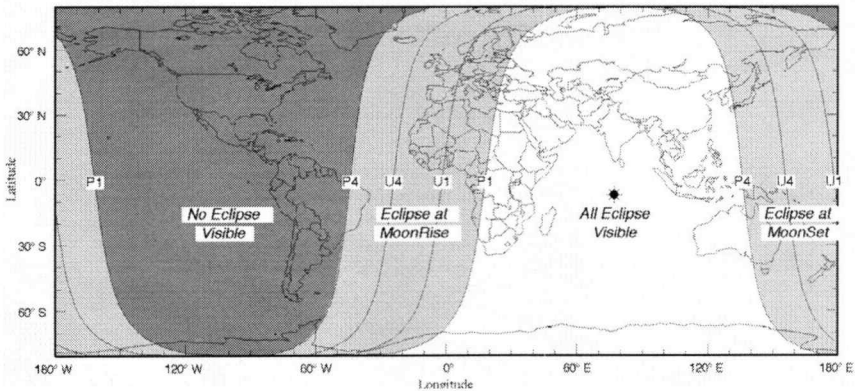 60° N
30° N
0°
30° S
60° S
Latitude
P1
P4
U4
U1
P1
P4
U4
U1
No Eclipse
Visible
Eclipse at
MoonRise
All Eclipse
Visible
Eclipse at
MoonSet
180° W
120° W
60° W
0°
60° E
120° E
180° E
Longitude